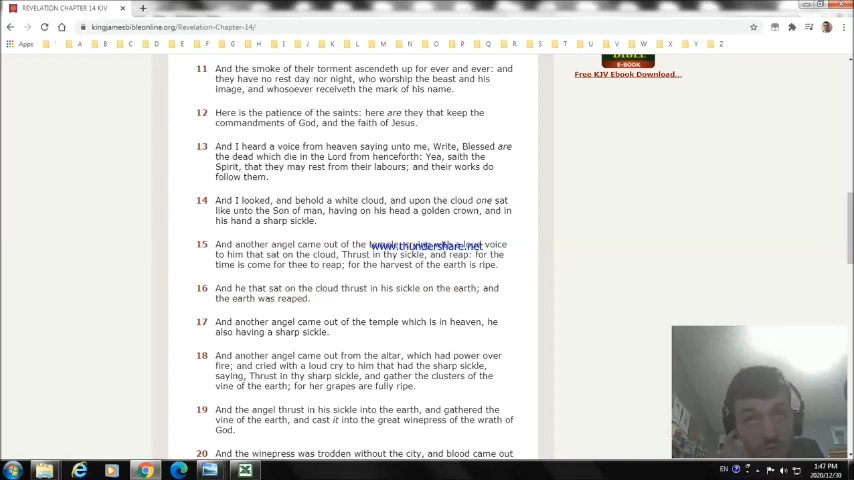 REVELATION CHAPTER 14 KJV
kingjamesbibleonline.org/Revelation-Chapter-14/
Apps ' A B C D E F G H I J K L M N O P Q R S T U V W X Y Z
BIBLE
E-BOOK
Free KJV Ebook Download...
11 And the smoke of their torment ascendeth up for ever and ever: and
they have no rest day nor night, who worship the beast and his
image, and whosoever receiveth the mark of his name.
12 Here is the patience of the saints: here are they that keep the
commandments of God, and the faith of Jesus.
13 And I heard a voice from heaven saying unto me, Write, Blessed are
the dead which die in the Lord from henceforth: Yea, saith the
Spirit, that they may rest from their labours; and their works do
follow them.
14 And I looked, and behold a white cloud, and upon the cloud one sat
like unto the Son of man, having on his head a golden crown, and in
his hand a sharp sickle.
15 And another angel came out of the temple, crying with a loud voice
www.thundershare.net
to him that sat on the cloud, Thrust in thy sickle, and reap: for the
time is come for thee to reap; for the harvest of the earth is ripe.
16 And he that sat on the cloud thrust in his sickle on the earth; and
the earth was reaped.
17 And another angel came out of the temple which is in heaven, he
also having a sharp sickle.
18 And another angel came out from the altar, which had power over
fire; and cried with a loud cry to him that had the sharp sickle,
saying, Thrust in thy sharp sickle, and gather the clusters of the
vine of the earth; for her grapes are fully ripe.
19 And the angel thrust in his sickle into the earth, and gathered the
vine of the earth, and cast it into the great winepress of the wrath of
God.
20 And the winepress was trodden without the city, and blood came out
EN
1:47 PM
2020/12/30